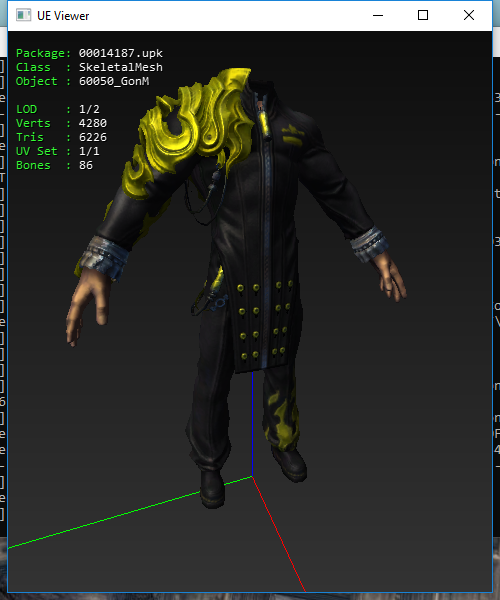 UE Viewer
Package: 00014187.upk
Class : SkeletalMesh
Object : 60050_GonM
LOD : 1/2
Verts : 4280
Tris : 6226
UV Set : 1/1
Bones : 86